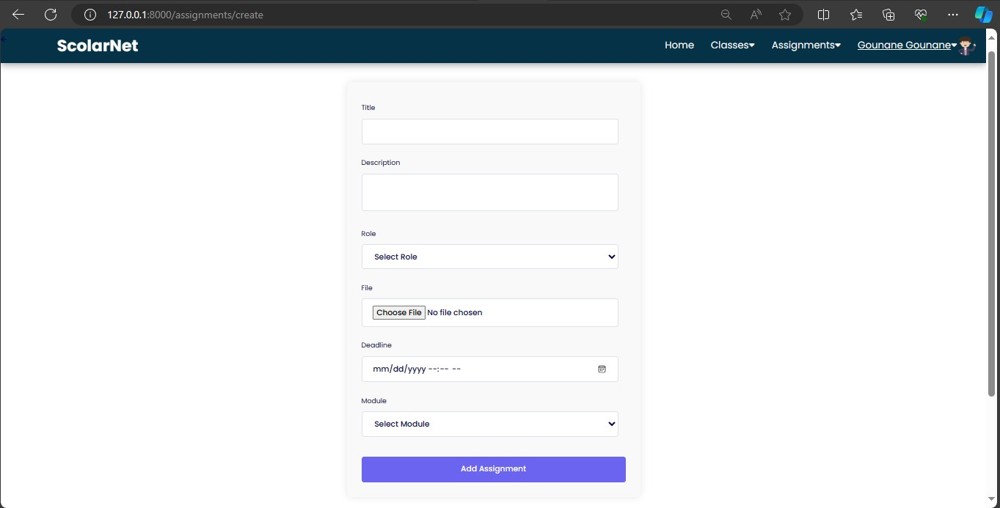 127.0.0.1:8000/assignments/create
ScolarNet
Home Classes Assignments Gounane Gounane
Title
Description
Role
Select Role
File
Choose File No file chosen
Deadline
mm/dd/yyyy --:-- --
Module
Select Module
Add Assignment